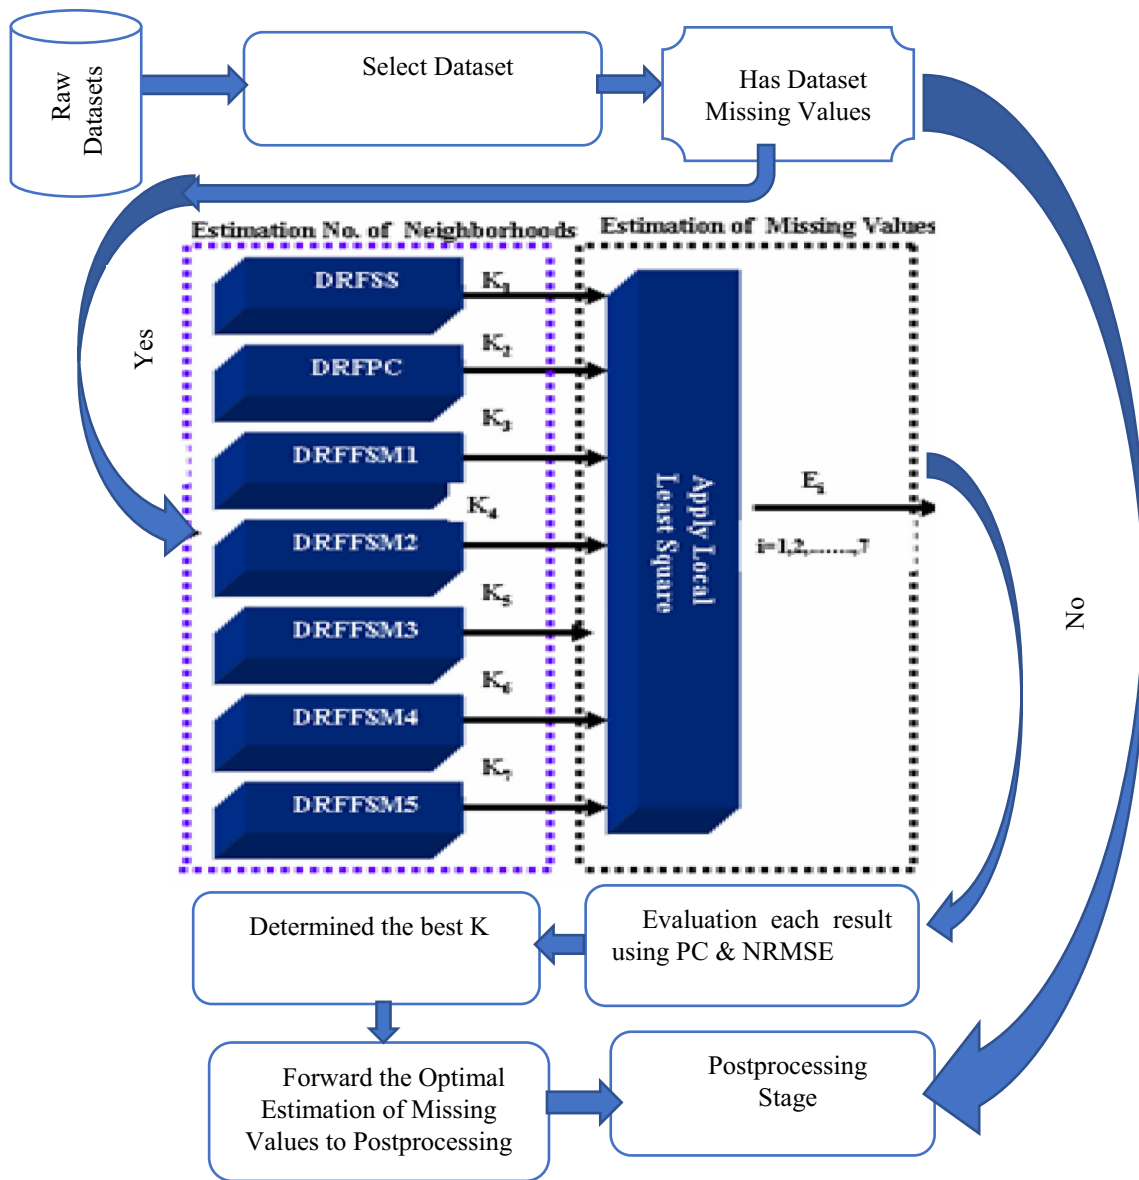 Raw
Datasets
Select Dataset
Has Dataset
Missing Values
Estimation No. of Neighborhoods
Estimation of Missing Values
Yes
No
DRFSS
K1
DRFPC
K2
DRFFSM1
K3
DRFFSM2
K4
DRFFSM3
K5
DRFFSM4
K6
DRFFSM5
K7
Apply Local
Least Square
Ei
i=1,2,.......,7
Determined the best K
Evaluation each result
using PC & NRMSE
Forward the Optimal
Estimation of Missing
Values to Postprocessing
Postprocessing
Stage